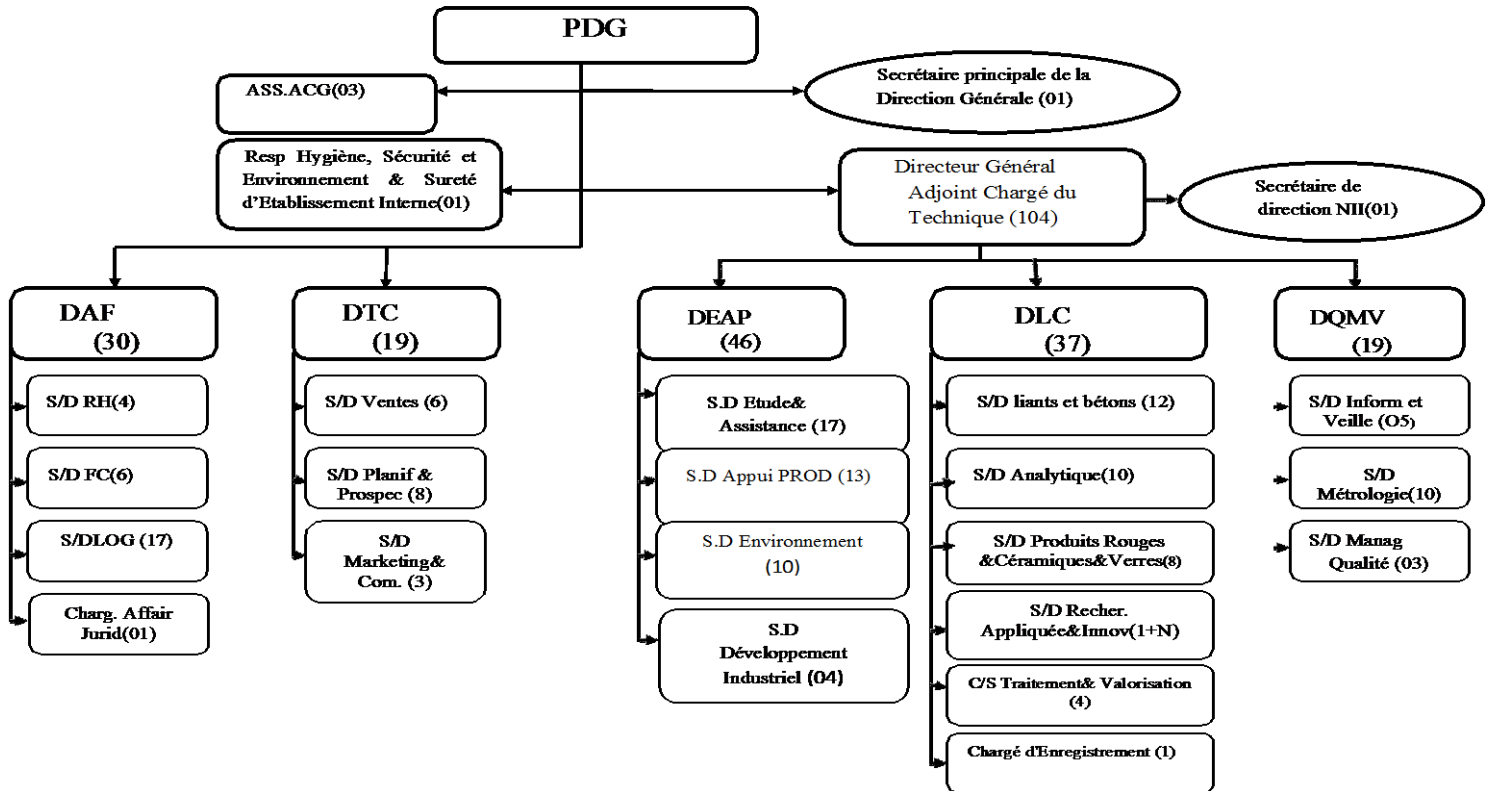 PDG
ASS.ACG(03)
Secrétaire principale de la
Direction Générale (01)
Resp Hygiène, Sécurité et
Environnement & Sureté
d'Etablissement Interne(01)
Directeur Général
Adjoint Chargé du
Technique (104)
Secrétaire de
direction NII(01)
DAF
(30)
DTC
(19)
DEAP
(46)
DLC
(37)
DQMV
(19)
S/D RH(4)
S/D FC(6)
S/DLOG (17)
Charg. Affair
Jurid(01)
S/D Ventes (6)
S/D Planif &
Prospec (8)
S/D
Marketing&
Com. (3)
S.D Etude&
Assistance (17)
S.D Appui PROD (13)
S.D Environnement
(10)
S.D
Développement
Industriel (04)
S/D liants et bétons (12)
S/D Analytique(10)
S/D Produits Rouges
&Céramiques&Verres(8)
S/D Recher.
Appliquée&Innov(1+N)
C/S Traitement& Valorisation
(4)
Chargé d'Enregistrement (1)
S/D Inform et
Veille (O5)
S/D
Métrologie(10)
S/D Manag
Qualité (03)